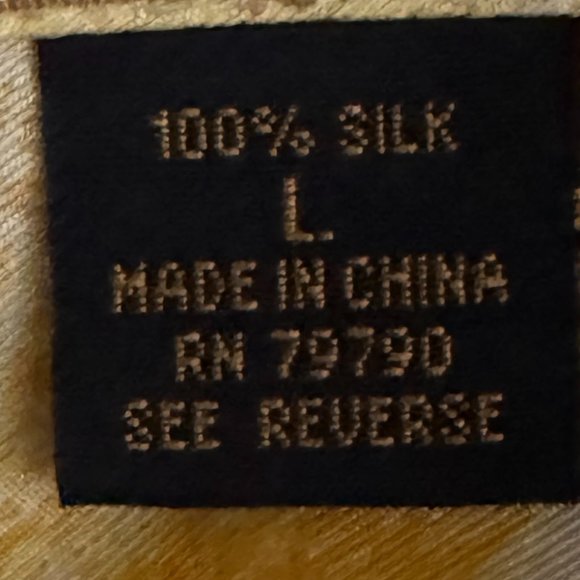 100% SILK
L
MADE IN CHINA
RN 79790
SEE REVERSE